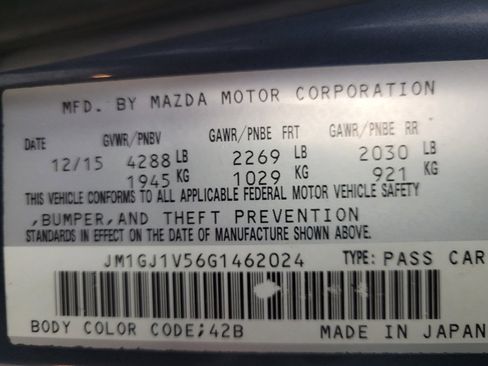 MFD. BY MAZDA MOTOR CORPORATION
DATE GVWR/PNBV GAWR/PNBE FRT GAWR/PNBE RR
12/15 4288 LB 2269 LB 2030 LB
1945 KG 1029 KG 921 KG
THIS VEHICLE CONFORMS TO ALL APPLICABLE FEDERAL MOTOR VEHICLE SAFETY
,BUMPER,AND THEFT PREVENTION
STANDARDS IN EFFECT ON THE DATE OF MANUFACTURE SHOWN ABOVE.
JM1GJ1V56G1462024 TYPE: PASS CAR
BODY COLOR CODE;42B MADE IN JAPAN